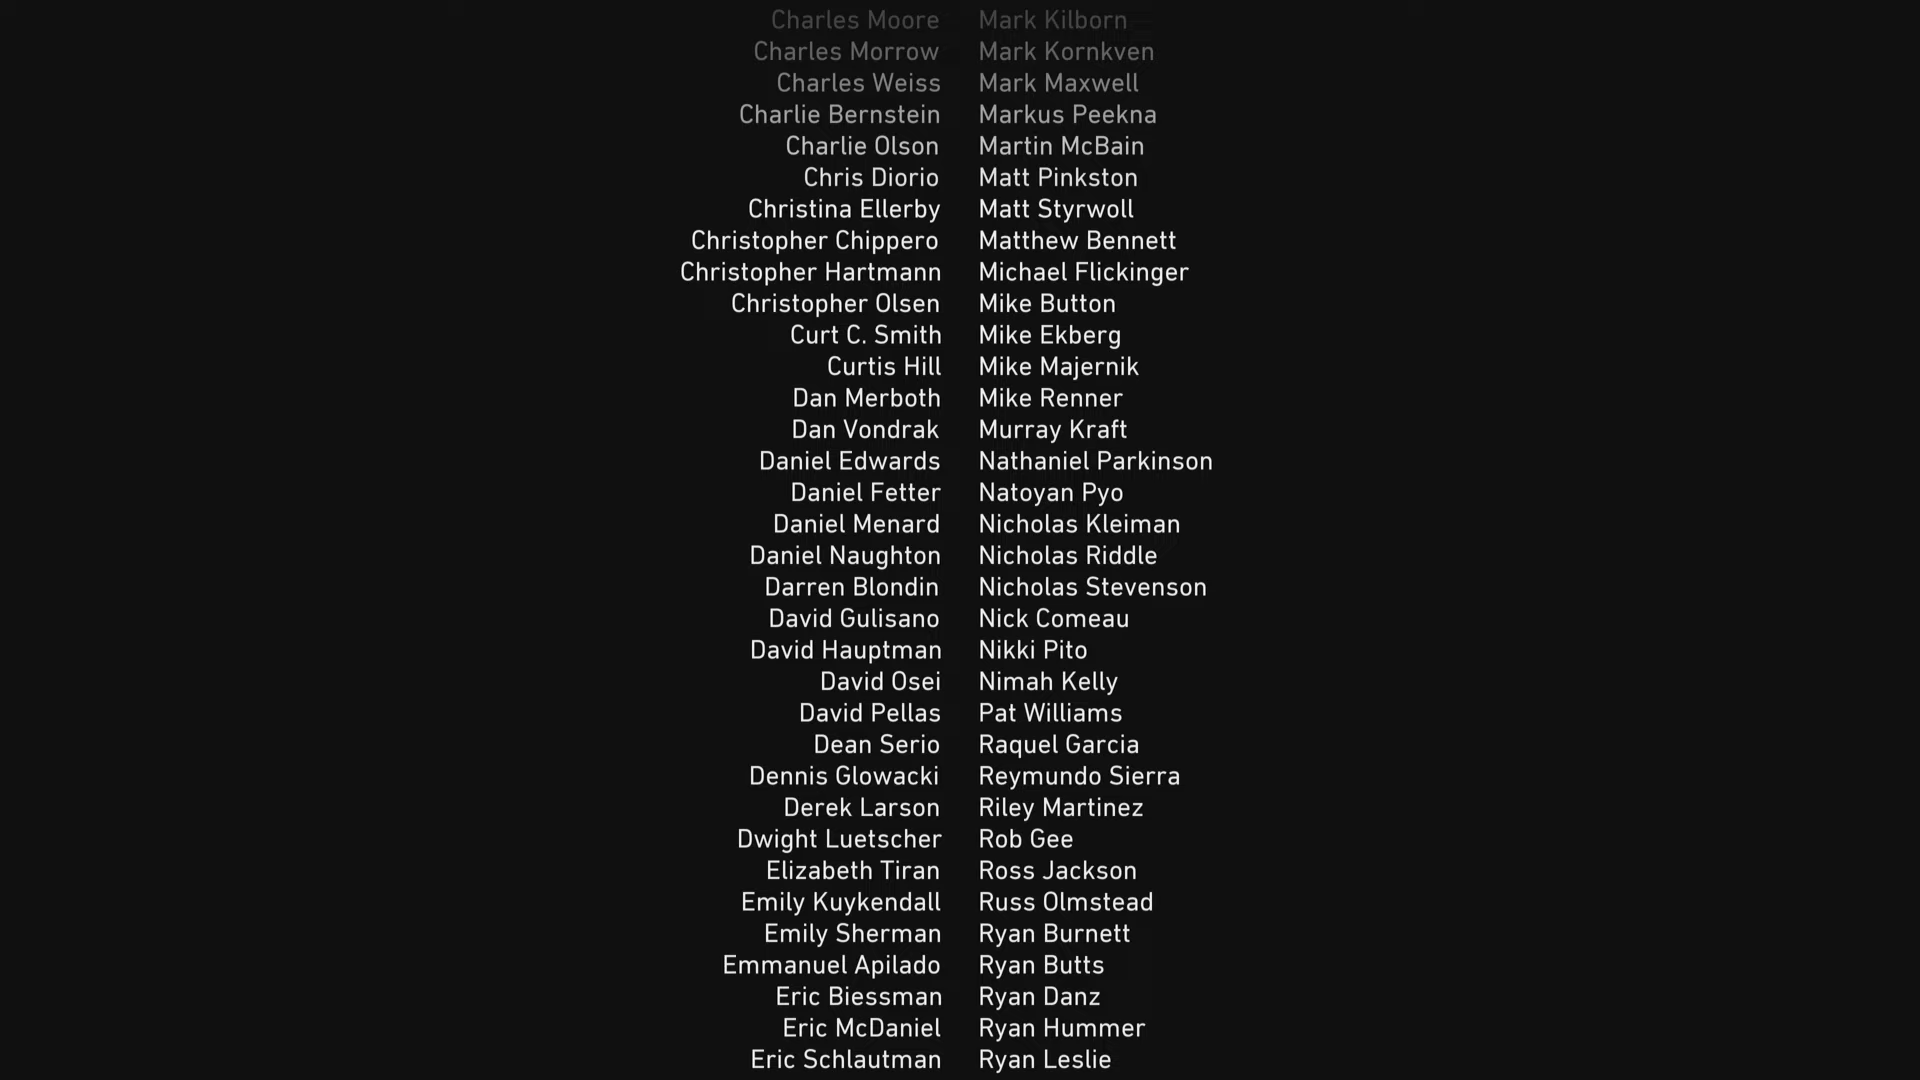 Charles Moore Mark Kilborn
Charles Morrow Mark Kornkven
Charles Weiss Mark Maxwell
Charlie Bernstein Markus Peekna
Charlie Olson Martin McBain
Chris Diorio Matt Pinkston
Christina Ellerby Matt Styrwoll
Christopher Chippero Matthew Bennett
Christopher Hartmann Michael Flickinger
Christopher Olsen Mike Button
Curt C. Smith Mike Ekberg
Curtis Hill Mike Majernik
Dan Merboth Mike Renner
Dan Vondrak Murray Kraft
Daniel Edwards Nathaniel Parkinson
Daniel Fetter Natoyan Pyo
Daniel Menard Nicholas Kleiman
Daniel Naughton Nicholas Riddle
Darren Blondin Nicholas Stevenson
David Gulisano Nick Comeau
David Hauptman Nikki Pito
David Osei Nimah Kelly
David Pellas Pat Williams
Dean Serio Raquel Garcia
Dennis Glowacki Reymundo Sierra
Derek Larson Riley Martinez
Dwight Luetscher Rob Gee
Elizabeth Tiran Ross Jackson
Emily Kuykendall Russ Olmstead
Emily Sherman Ryan Burnett
Emmanuel Apilado Ryan Butts
Eric Biessman Ryan Danz
Eric McDaniel Ryan Hummer
Eric Schlautman Ryan Leslie